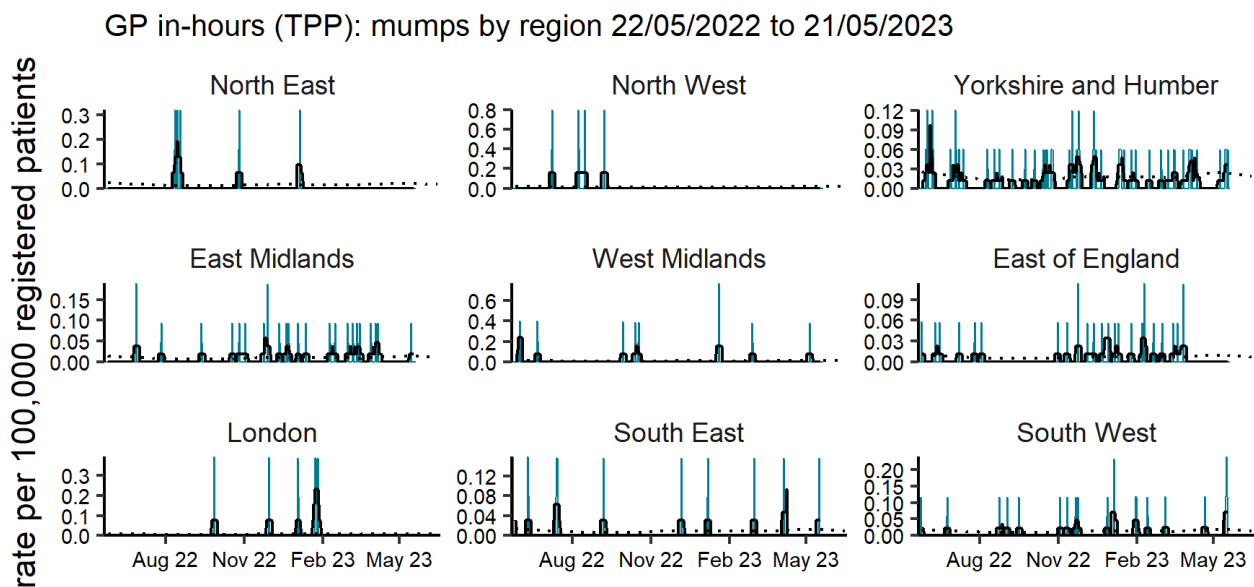 GP in-hours (TPP): mumps by region 22/05/2022 to 21/05/2023
rate per 100,000 registered patients
North East
0.3
0.2
0.1
0.0
North West
0.8
0.6
0.4
0.2
0.0
Yorkshire and Humber
0.12
0.09
0.06
0.03
0.00
East Midlands
0.15
0.10
0.05
0.00
West Midlands
0.6
0.4
0.2
0.0
East of England
0.09
0.06
0.03
0.00
London
0.3
0.2
0.1
0.0
South East
0.12
0.08
0.04
0.00
South West
0.20
0.15
0.10
0.05
0.00
Aug 22 Nov 22 Feb 23 May 23
Aug 22 Nov 22 Feb 23 May 23
Aug 22 Nov 22 Feb 23 May 23